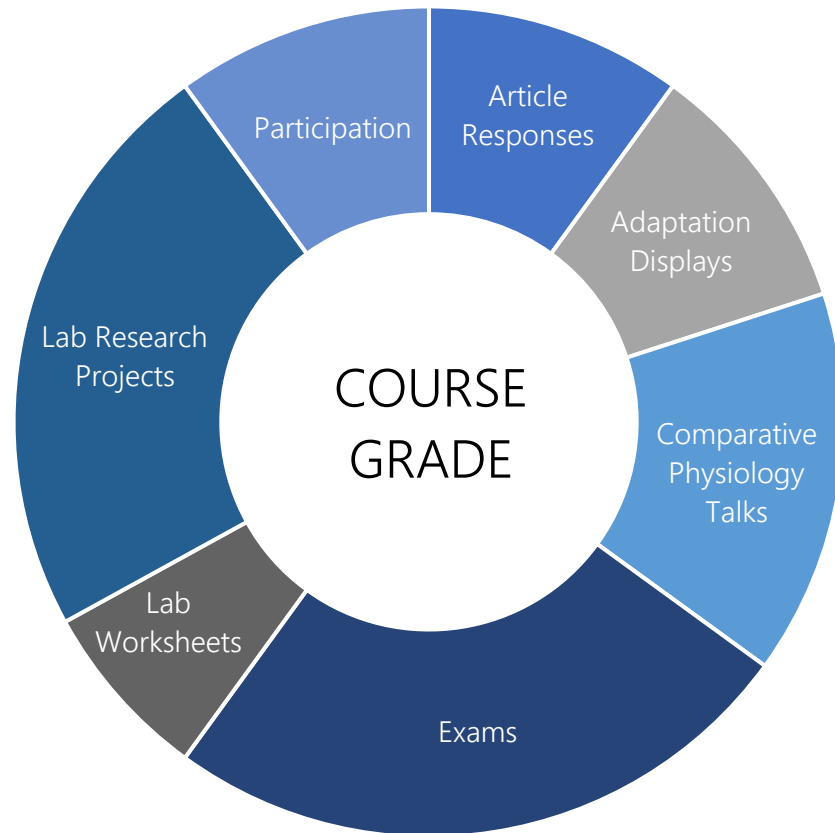 Article
Responses
Adaptation
Displays
Comparative
Physiology
Talks
Exams
Lab
Worksheets
Lab Research
Projects
Participation
COURSE
GRADE